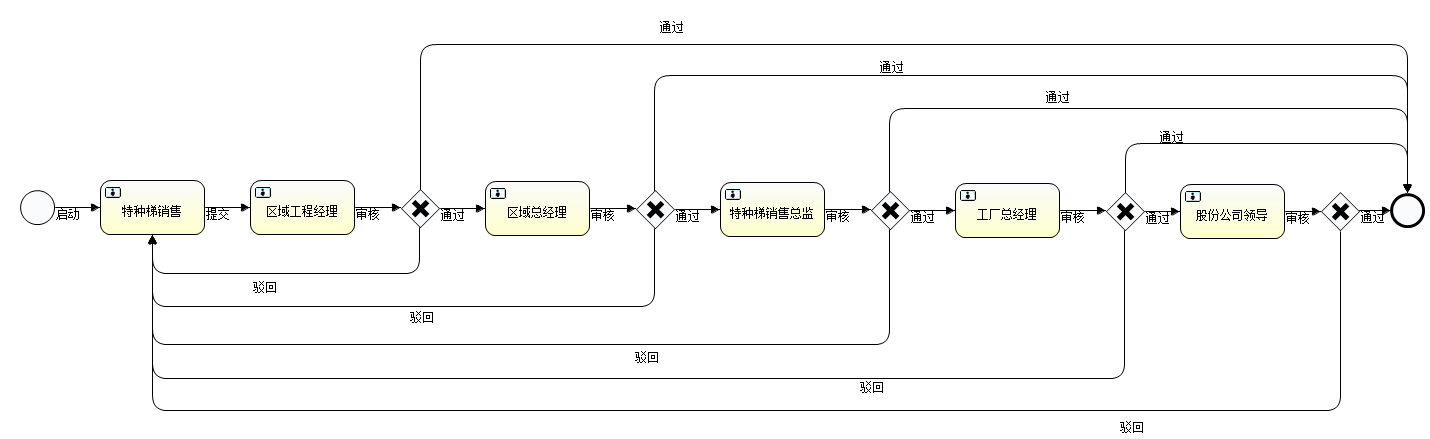 通过
通过
通过
通过
启动
特种梯销售
提交
区域工程经理
审核
通过
区域总经理
审核
通过
特种梯销售总监
审核
通过
工厂总经理
审核
通过
股份公司领导
审核
通过
驳回
驳回
驳回
驳回
驳回